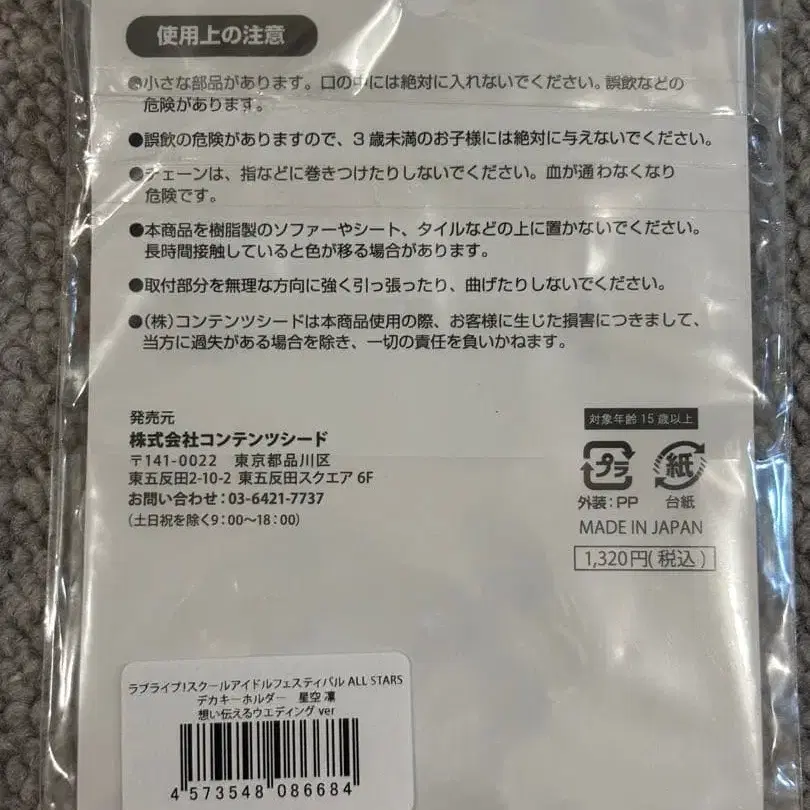 使用上の注意
●小さな部品があります。口の中には絶対に入れないでください。誤飲などの
危険があります。
●誤飲の危険がありますので、3歳未満のお子様には絶対に与えないでください。
●チェーンは、指などに巻きつけたりしないでください。血が通わなくなり
危険です。
●本商品を樹脂製のソファーやシート、タイルなどの上に置かないでください。
長時間接触していると色が移る場合があります。
●取付部分を無理な方向に強く引っ張ったり、曲げたりしないでください。
●(株)コンテンツシードは本商品使用の際、お客様に生じた損害につきまして、
当方に過失がある場合を除き、一切の責任を負いかねます。
発売元
株式会社コンテンツシード
〒141-0022 東京都品川区
東五反田2-10-2 東五反田スクエア 6F
お問い合わせ:03-6421-7737
(土日祝を除く9:00〜18:00)
対象年齢15歳以上
プラ 紙
外装:PP 台紙
MADE IN JAPAN
1,320円(税込)
ラブライブ!スクールアイドルフェスティバル ALL STARS
デカキーホルダー 星空 凛
想い伝えるウエディング ver
4 573548 086684